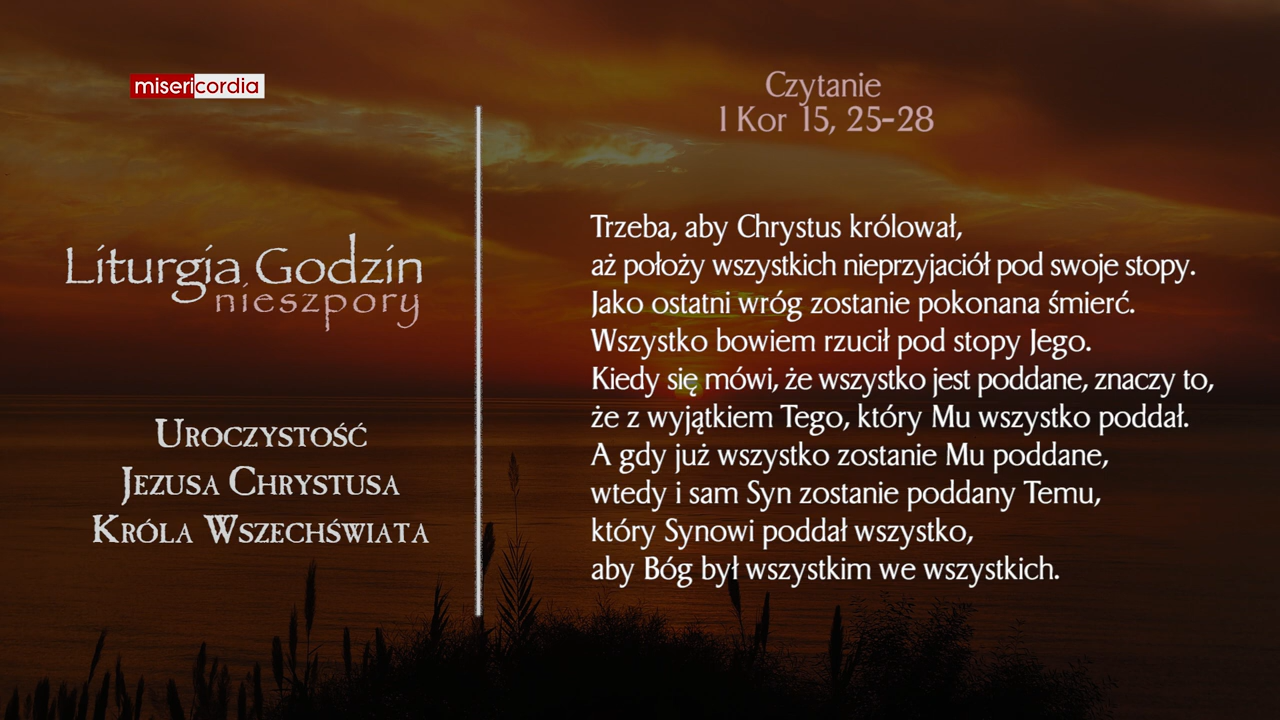 misericordia
Liturgia Godzin
nieszpory
Uroczystość
Jezusa Chrystusa
Króla Wszechświata
Czytanie
1 Kor 15, 25-28
Trzeba, aby Chrystus królował,
aż położy wszystkich nieprzyjaciół pod swoje stopy.
Jako ostatni wróg zostanie pokonana śmierć.
Wszystko bowiem rzucił pod stopy Jego.
Kiedy się mówi, że wszystko jest poddane, znaczy to,
że z wyjątkiem Tego, który Mu wszystko poddał.
A gdy już wszystko zostanie Mu poddane,
wtedy i sam Syn zostanie poddany Temu,
który Synowi poddał wszystko,
aby Bóg był wszystkim we wszystkich.